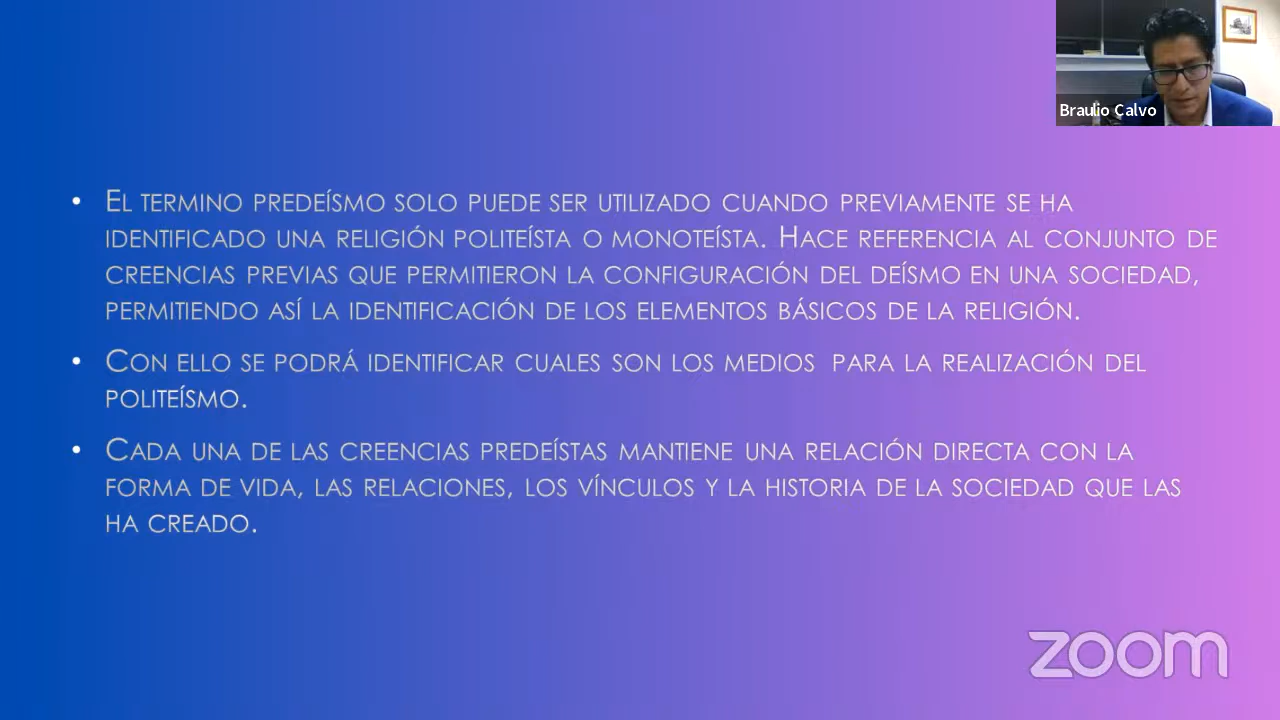 Braulio Calvo
• El termino predeísmo solo puede ser utilizado cuando previamente se ha
identificado una religión politeísta o monoteísta. Hace referencia al conjunto de
creencias previas que permitieron la configuración del deísmo en una sociedad,
permitiendo así la identificación de los elementos básicos de la religión.
• Con ello se podrá identificar cuales son los medios para la realización del
politeísmo.
• Cada una de las creencias predeístas mantiene una relación directa con la
forma de vida, las relaciones, los vínculos y la historia de la sociedad que las
ha creado.
zoom